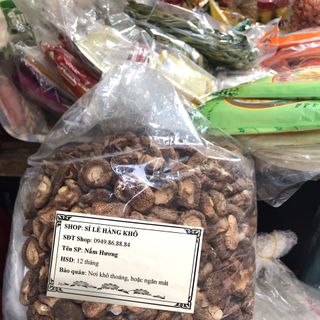 SHOP: SỈ LẺ HÀNG KHÔ
SĐT Shop: 0949.86.88.84
Tên SP: Nấm Hương
HSD: 12 tháng
Bảo quản: Nơi khô thoáng, hoặc ngăn mát